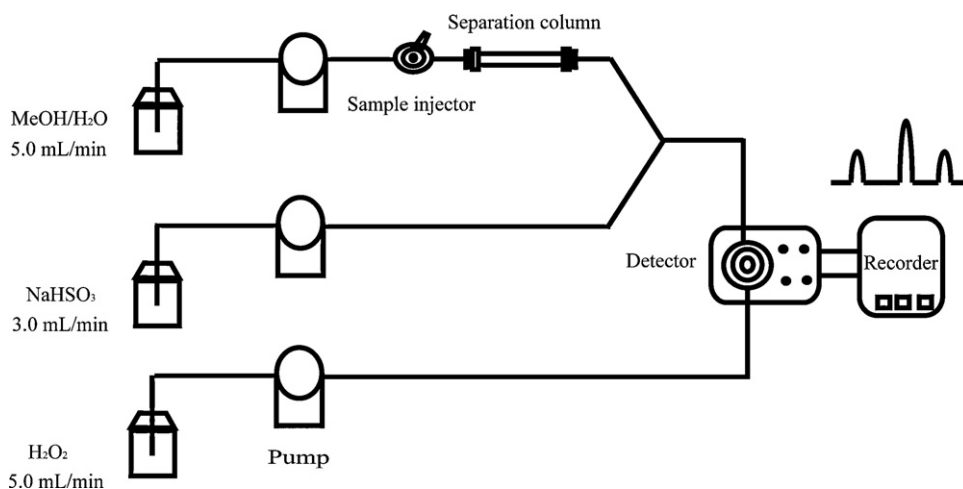 Separation column
Sample injector
MeOH/H₂O
5.0 mL/min
NaHSO₃
3.0 mL/min
Detector
Recorder
H₂O₂
5.0 mL/min
Pump